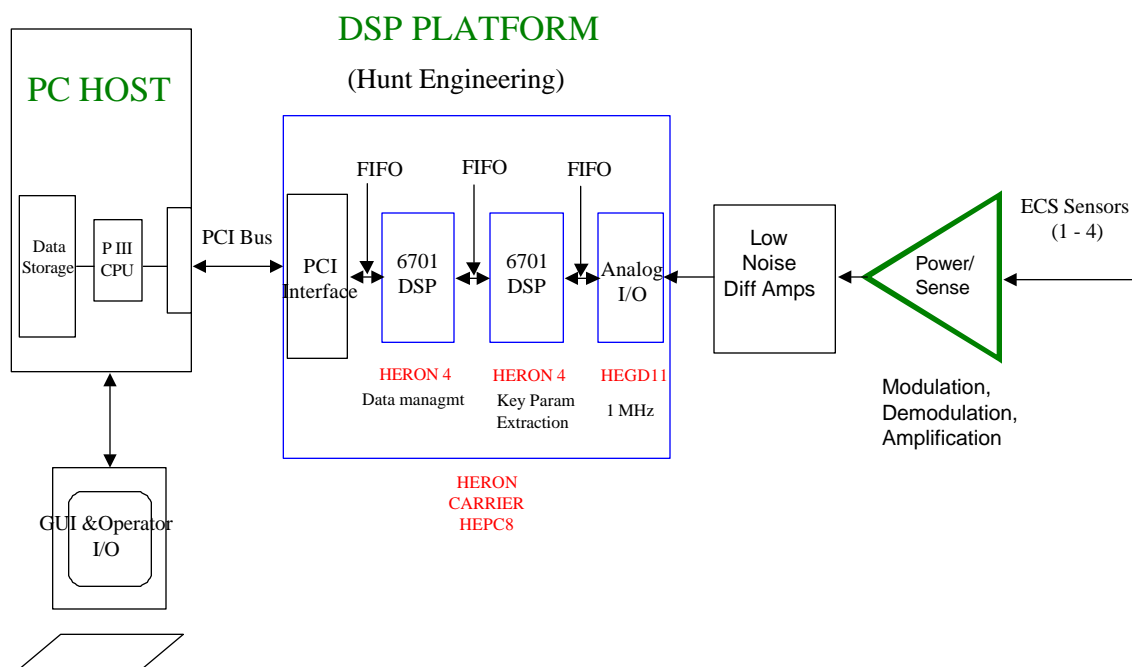 DSP PLATFORM
(Hunt Engineering)
PC HOST
Data
Storage
P III
CPU
PCI Bus
PCI
Interface
FIFO
FIFO
FIFO
6701
DSP
6701
DSP
Analog
I/O
HERON 4
Data managmt
HERON 4
Key Param
Extraction
HEGD11
1 MHz
HERON
CARRIER
HEPC8
Low
Noise
Diff Amps
Power/
Sense
ECS Sensors
(1 - 4)
Modulation,
Demodulation,
Amplification
GUI &Operator
I/O